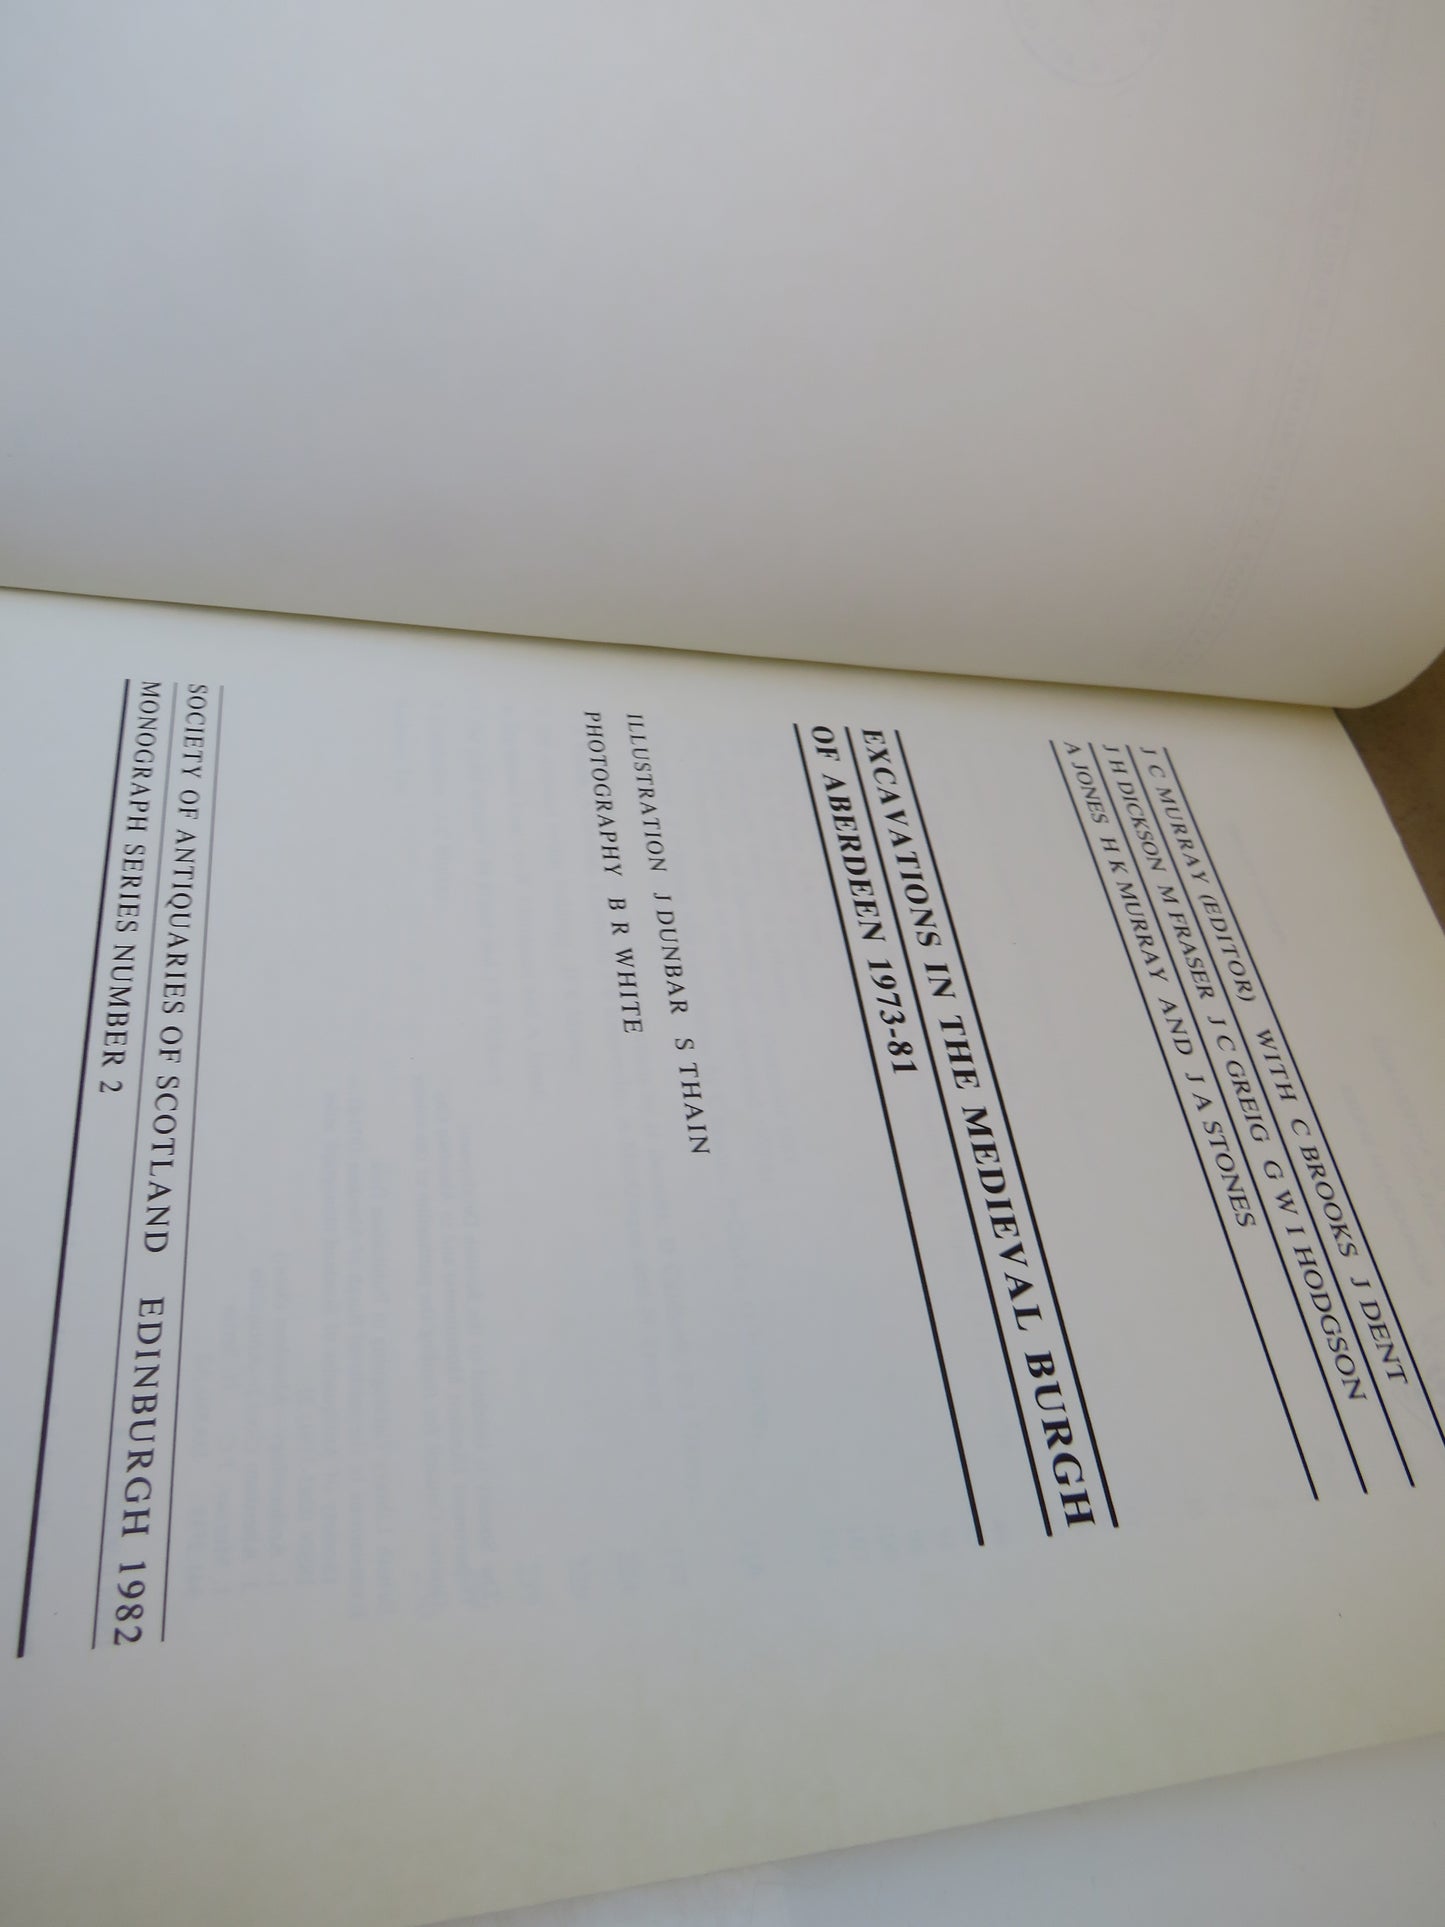 J C MURRAY (EDITOR) WITH C BROOKS J DENT
J H DICKSON M FRASER J C GREIG G W I HODGSON
A JONES H K MURRAY AND J A STONES
EXCAVATIONS IN THE MEDIEVAL BURGH
OF ABERDEEN 1973-81
ILLUSTRATION J DUNBAR S THAIN
PHOTOGRAPHY B R WHITE
SOCIETY OF ANTIQUARIES OF SCOTLAND EDINBURGH 1982
MONOGRAPH SERIES NUMBER 2